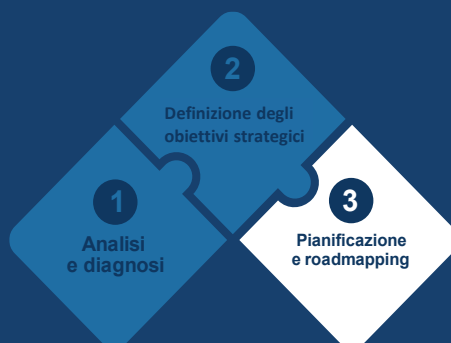 1
Analisi
e diagnosi
2
Definizione degli
obiettivi strategici
3
Pianificazione
e roadmapping